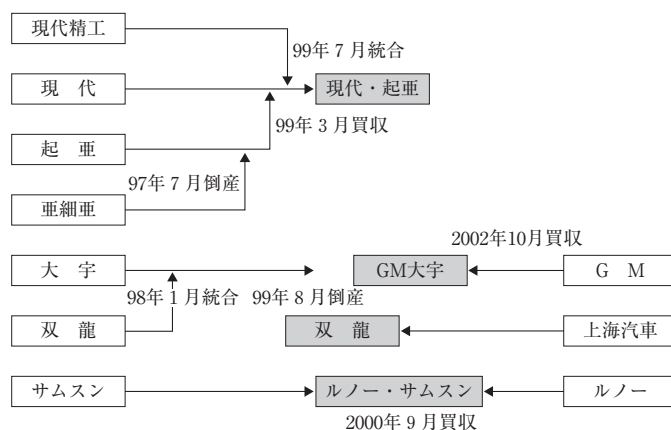 現代精工
99年7月統合
現　代
現代・起亜
99年3月買収
起　亜
97年7月倒産
亜細亜
2002年10月買収
大　宇
GM大宇
G　M
98年1月統合　99年8月倒産
双　龍
双　龍
上海汽車
サムスン
ルノー・サムスン
ルノー
2000年9月買収